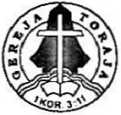 GEREJA TORAJA
1 KOR. 3-11